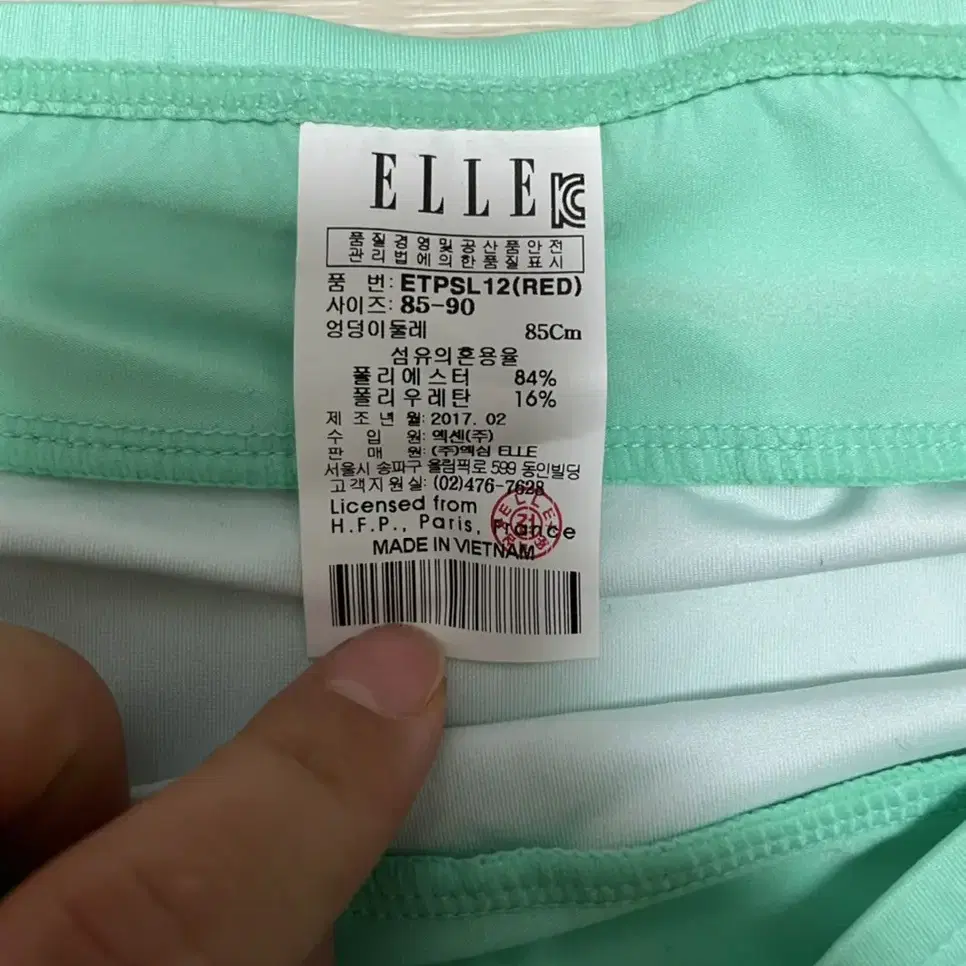 ELLE
품질경영및공산품안전
관리법에의한품질표시
품 번: ETPSL12(RED)
사이즈: 85-90
엉덩이둘레 85Cm
섬유의혼용율
폴리에스터 84%
폴리우레탄 16%
제 조 년 월: 2017. 02
수 입 원: 엑센(주)
판 매 원: (주)엑심 ELLE
서울시 송파구 올림픽로 599 동인빌딩
고객지원실: (02)476-7628
Licensed from
H.F.P., Paris, France
MADE IN VIETNAM
ELLE